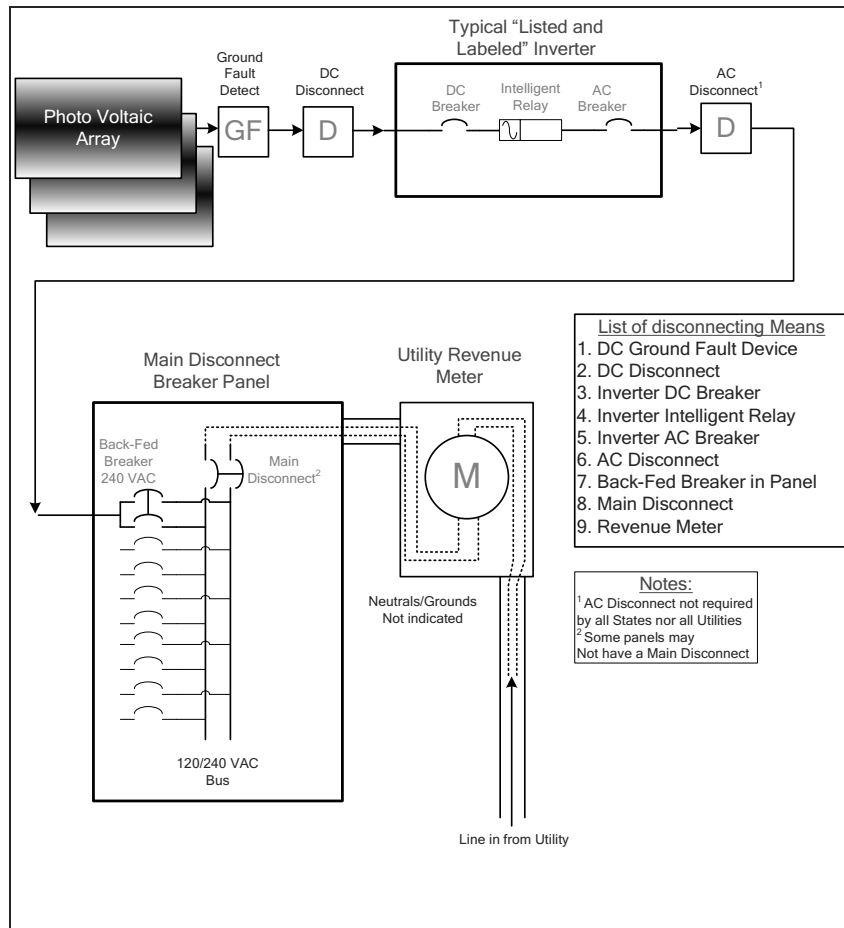 Typical “Listed and
Labeled” Inverter
Ground
Fault
Detect
DC
Disconnect
AC
Disconnect¹
DC
Breaker
Intelligent
Relay
AC
Breaker
Photo Voltaic
Array
GF
D
D
Main Disconnect
Breaker Panel
Utility Revenue
Meter
Back-Fed
Breaker
240 VAC
Main
Disconnect²
M
Neutrals/Grounds
Not indicated
120/240 VAC
Bus
Line in from Utility
List of disconnecting Means
1. DC Ground Fault Device
2. DC Disconnect
3. Inverter DC Breaker
4. Inverter Intelligent Relay
5. Inverter AC Breaker
6. AC Disconnect
7. Back-Fed Breaker in Panel
8. Main Disconnect
9. Revenue Meter
Notes:
¹ AC Disconnect not required
by all States nor all Utilities
² Some panels may
Not have a Main Disconnect